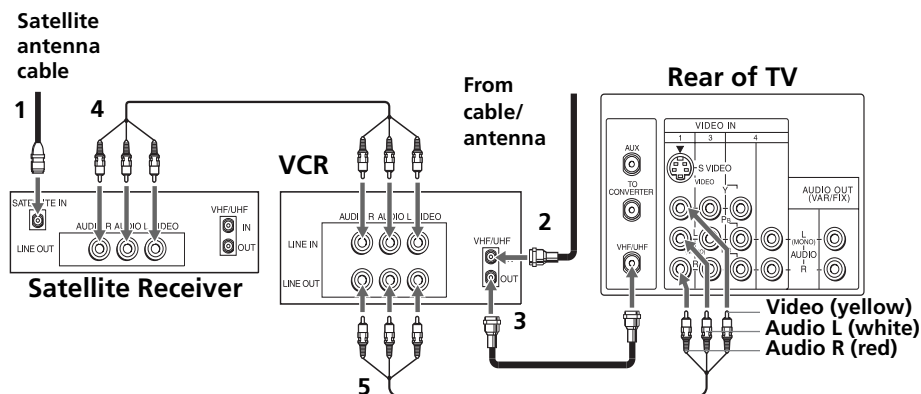 Satellite
antenna
cable
1
4
From
cable/
antenna
Rear of TV
VIDEO IN
1 3 4
AUX
S VIDEO
VIDEO
TO
CONVERTER
Y
AUDIO OUT
(VAR/FIX)
VHF/UHF
L
(MONO)
AUDIO
R
VCR
2
SATELLITE IN
VHF/UHF
IN
OUT
AUDIO R AUDIO L VIDEO
LINE OUT
Satellite Receiver
AUDIO R AUDIO L VIDEO
LINE IN
VHF/UHF
OUT
LINE OUT
3
5
Video (yellow)
Audio L (white)
Audio R (red)